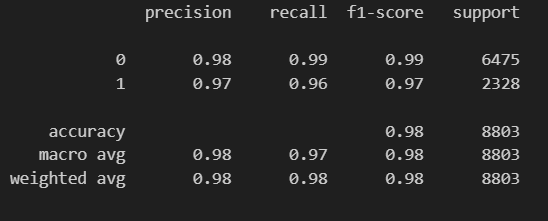 precision recall f1-score support
0 0.98 0.99 0.99 6475
1 0.97 0.96 0.97 2328
accuracy 0.98 8803
macro avg 0.98 0.97 0.98 8803
weighted avg 0.98 0.98 0.98 8803